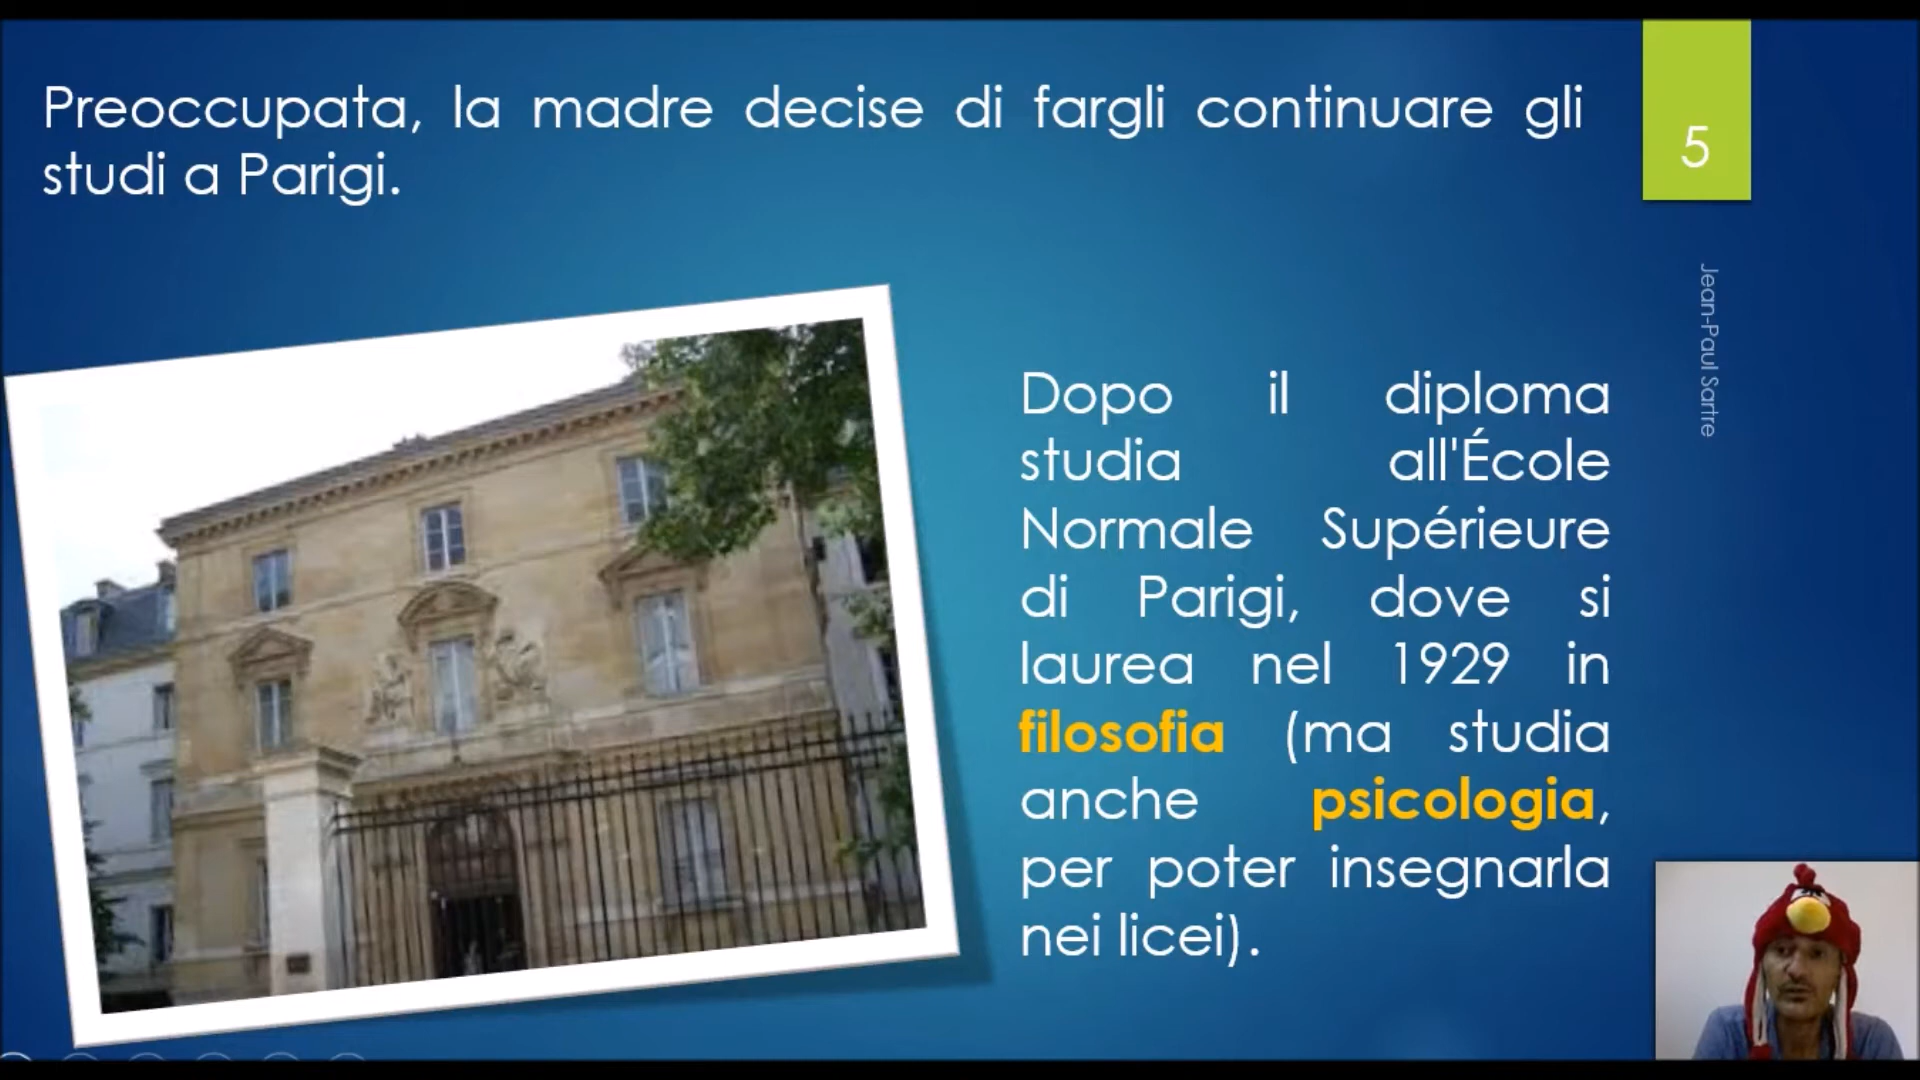 Preoccupata, la madre decise di fargli continuare gli
studi a Parigi.
5
Jean-Paul Sartre
Dopo il diploma
studia all'École
Normale Supérieure
di Parigi, dove si
laurea nel 1929 in
filosofia (ma studia
anche psicologia,
per poter insegnarla
nei licei).